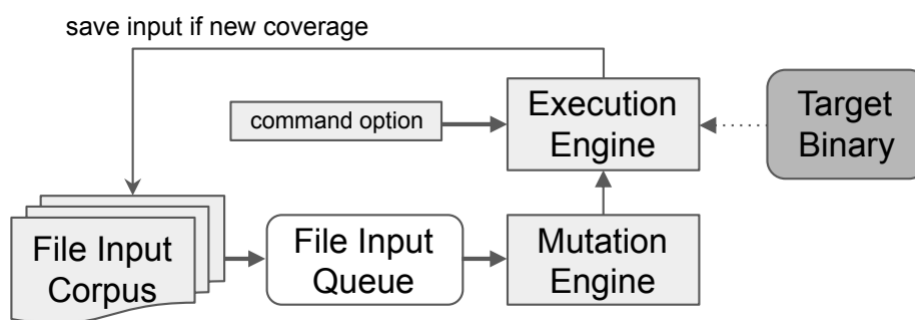 save input if new coverage
command option
Execution
Engine
Target
Binary
File Input
Corpus
File Input
Queue
Mutation
Engine